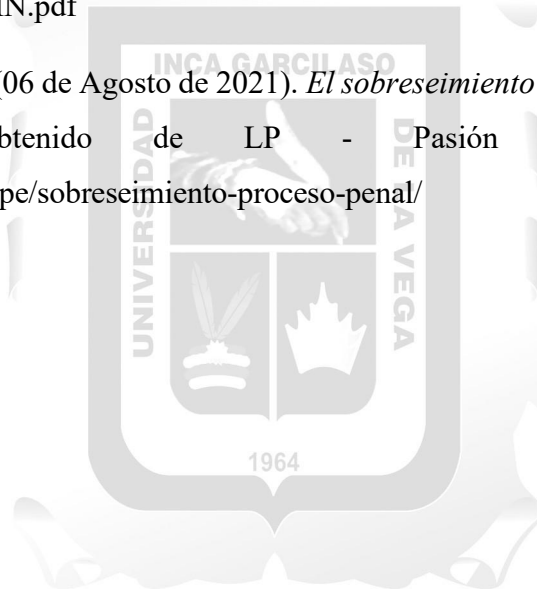 IN.pdf
(06 de Agosto de 2021). El sobreseimiento
btenido de LP - Pasión
pe/sobreseimiento-proceso-penal/
UNIVERSIDAD
INCA GARCILASO
DE LA VEGA
1964